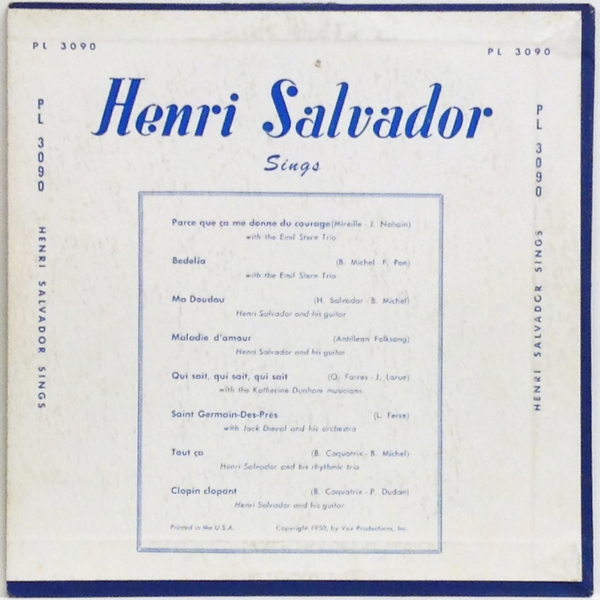 PL 3090
PL 3090
Henri Salvador
Sings
PL 3090 HENRI SALVADOR SINGS
Parce que ça me donne du courage (Mireille - J. Nohain)
with the Emil Stern Trio
Bedelia (B. Michel - F. Pon)
with the Emil Stern Trio
Ma Doudou (H. Salvador - B. Michel)
Henri Salvador and his guitar
Maladie d'amour (Antillean Folksong)
Henri Salvador and his guitar
Qui sait, qui sait, qui sait (O. Farres - J. Larue)
with the Katherine Dunham musicians
Saint Germain-Des-Prés (L. Ferre)
with Jack Dieval and his orchestra
Tout ça (B. Coquatrix - B. Michel)
Henri Salvador and his rhythmic trio
Clopin clopant (B. Coquatrix - P. Dudan)
Henri Salvador and his guitar
Printed in the U.S.A. Copyright 1950, by Vox Productions, Inc.
PL 3090 HENRI SALVADOR SINGS